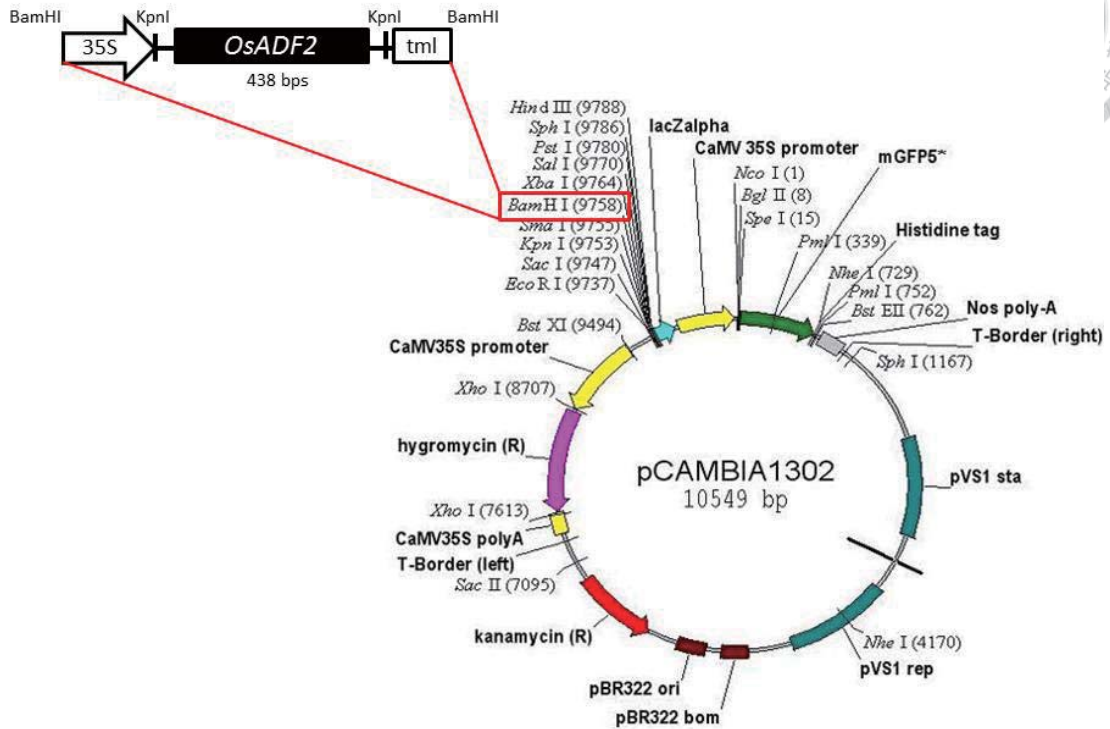 BamHI KpnI KpnI BamHI
35S OsADF2 tml
438 bps
Hind III (9788)
Sph I (9786)
Pst I (9780)
Sal I (9770)
Xba I (9764)
BamH I (9758)
Sma I (9755)
Kpn I (9753)
Sac I (9747)
Eco R I (9737)
Bst XI (9494)
CaMV35S promoter
Xho I (8707)
hygromycin (R)
Xho I (7613)
CaMV35S polyA
T-Border (left)
Sac II (7095)
kanamycin (R)
pBR322 ori
pBR322 bom
lacZalpha
CaMV 35S promoter
Nco I (1)
Bgl II (8)
Spe I (15)
mGFP5*
Pml I (339)
Histidine tag
Nhe I (729)
Pml I (752)
Bst EII (762)
Nos poly-A
T-Border (right)
Sph I (1167)
pVS1 sta
Nhe I (4170)
pVS1 rep
pCAMBIA1302
10549 bp